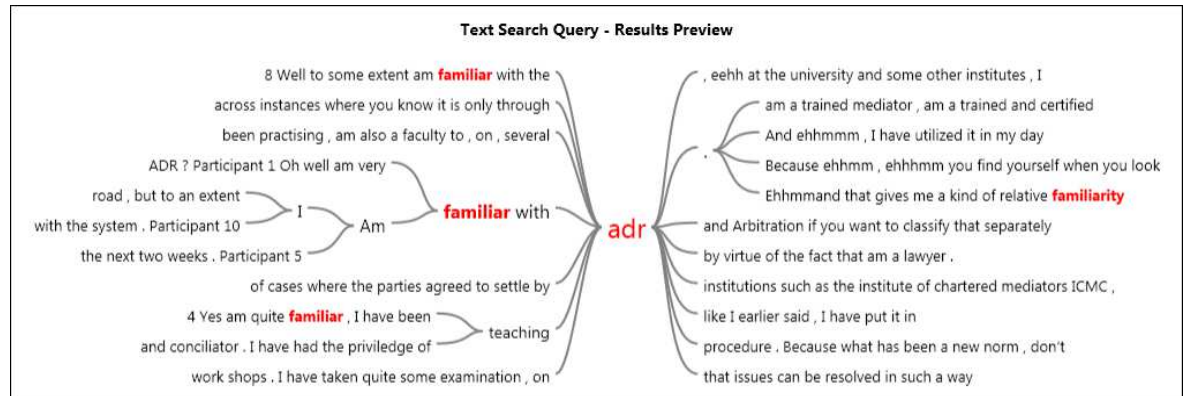 Text Search Query - Results Preview
8 Well to some extent am familiar with the
across instances where you know it is only through
been practising , am also a faculty to , on , several
ADR ? Participant 1 Oh well am very
road , but to an extent
with the system . Participant 10
I
the next two weeks . Participant 5
Am
familiar with
of cases where the parties agreed to settle by
4 Yes am quite familiar , I have been
and conciliator . I have had the priviledge of
teaching
work shops . I have taken quite some examination , on
adr
, eehh at the university and some other institutes , I
.
am a trained mediator , am a trained and certified
And ehhmmm , I have utilized it in my day
Because ehhmm , ehhhmm you find yourself when you look
Ehhmmand that gives me a kind of relative familiarity
and Arbitration if you want to classify that separately
by virtue of the fact that am a lawyer .
institutions such as the institute of chartered mediators ICMC ,
like I earlier said , I have put it in
procedure . Because what has been a new norm , don't
that issues can be resolved in such a way